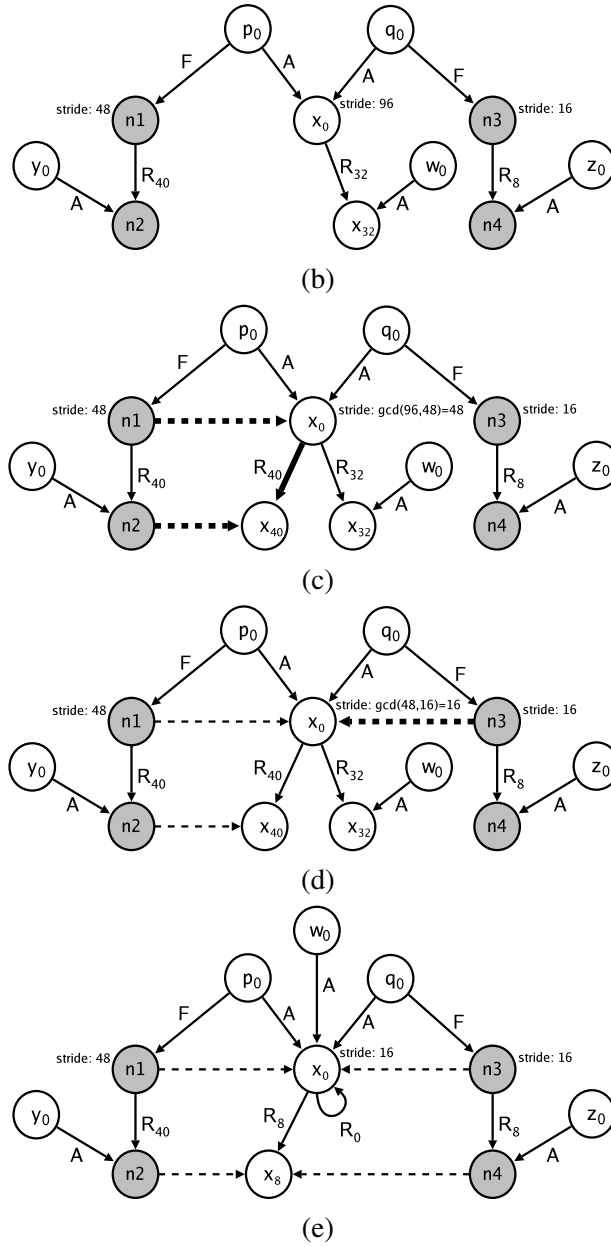 p₀ q₀
F A A F
stride: 48 n1 x₀ stride: 96 n3 stride: 16
y₀ R₄₀ R₃₂ w₀ R₈ z₀
A A A
n2 x₃₂ n4
(b)
p₀ q₀
F A A F
stride: 48 n1 x₀ stride: gcd(96,48)=48 n3 stride: 16
y₀ R₄₀ R₄₀ R₃₂ w₀ R₈ z₀
A A A
n2 x₄₀ x₃₂ n4
(c)
p₀ q₀
F A A F
stride: 48 n1 x₀ stride: gcd(48,16)=16 n3 stride: 16
y₀ R₄₀ R₄₀ R₃₂ w₀ R₈ z₀
A A A
n2 x₄₀ x₃₂ n4
(d)
w₀
p₀ A q₀
F A A F
stride: 48 n1 x₀ stride: 16 n3 stride: 16
y₀ R₄₀ R₈ R₀ R₈ z₀
A A
n2 x₈ n4
(e)